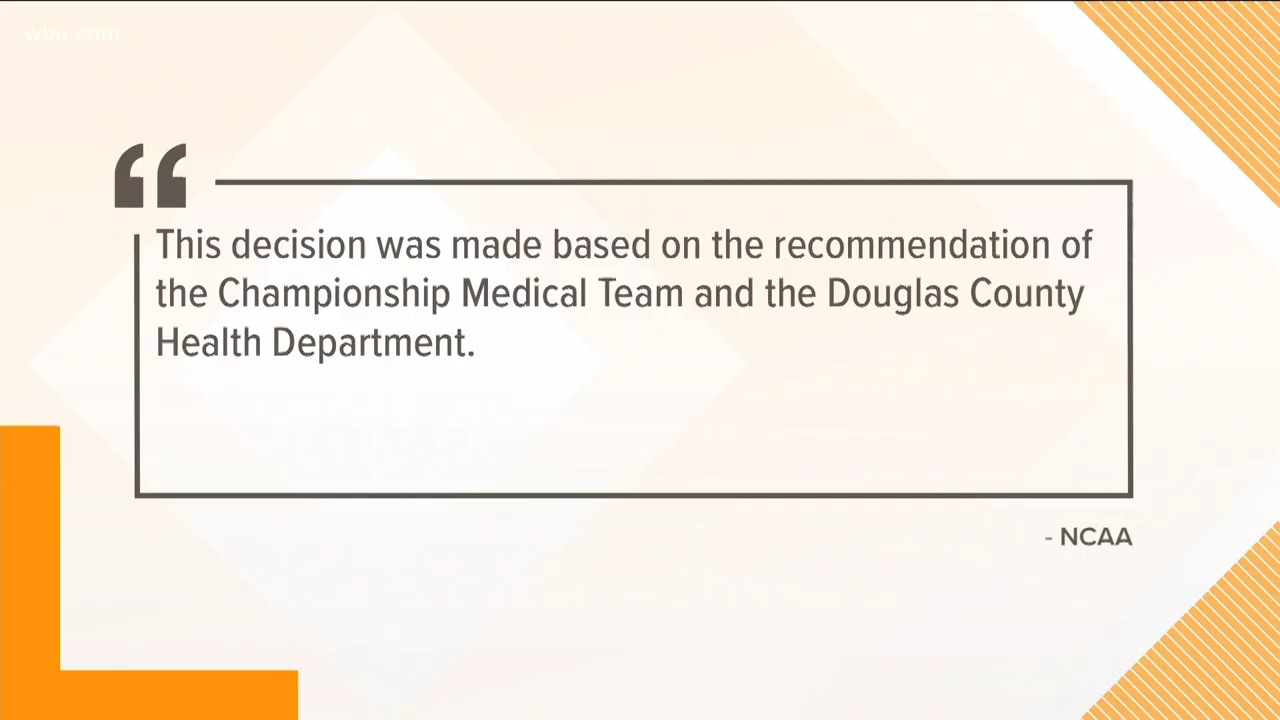 wbir.com
“
This decision was made based on the recommendation of
the Championship Medical Team and the Douglas County
Health Department.
- NCAA